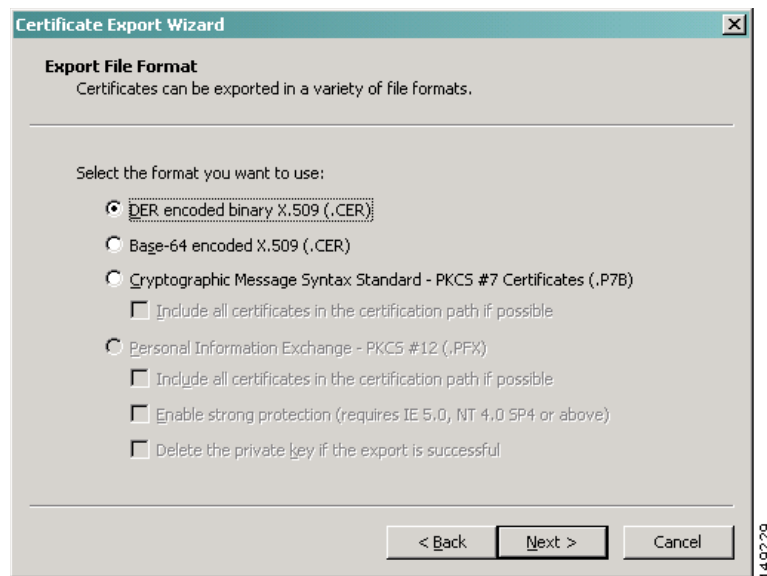 Certificate Export Wizard
Export File Format
Certificates can be exported in a variety of file formats.
Select the format you want to use:
DER encoded binary X.509 (.CER)
Base-64 encoded X.509 (.CER)
Cryptographic Message Syntax Standard - PKCS #7 Certificates (.P7B)
Include all certificates in the certification path if possible
Personal Information Exchange - PKCS #12 (.PFX)
Include all certificates in the certification path if possible
Enable strong protection (requires IE 5.0, NT 4.0 SP4 or above)
Delete the private key if the export is successful
< Back Next > Cancel
149229